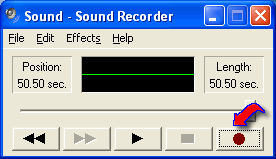 Sound - Sound Recorder
File Edit Effects Help
Position: Length:
50.50 sec. 50.50 sec.